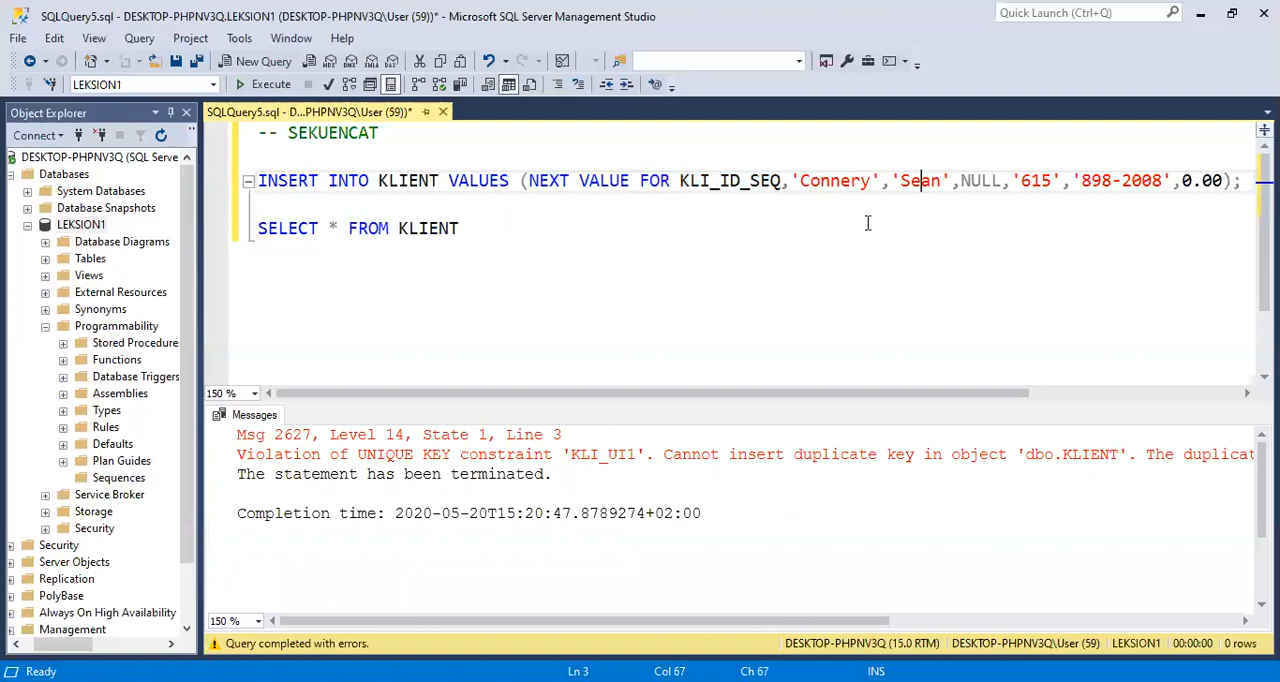 SQLQuery5.sql - DESKTOP-PHPNV3Q.LEKSION1 (DESKTOP-PHPNV3Q\User (59))* - Microsoft SQL Server Management Studio
Quick Launch (Ctrl+Q)
File Edit View Query Project Tools Window Help
New Query
MDX DMX XMLA DAX
LEKSION1
Execute
Object Explorer
SQLQuery5.sql - D...PHPNV3Q\User (59))*
Connect
DESKTOP-PHPNV3Q (SQL Serve
Databases
System Databases
Database Snapshots
LEKSION1
Database Diagrams
Tables
Views
External Resources
Synonyms
Programmability
Stored Procedure
Functions
Database Triggers
Assemblies
Types
Rules
Defaults
Plan Guides
Sequences
Service Broker
Storage
Security
Security
Server Objects
Replication
PolyBase
Always On High Availability
Management
-- SEKUENCAT
INSERT INTO KLIENT VALUES (NEXT VALUE FOR KLI_ID_SEQ,'Connery','Sean',NULL,'615','898-2008',0.00);
SELECT * FROM KLIENT
150 %
Messages
Msg 2627, Level 14, State 1, Line 3
Violation of UNIQUE KEY constraint 'KLI_UI1'. Cannot insert duplicate key in object 'dbo.KLIENT'. The duplicat
The statement has been terminated.
Completion time: 2020-05-20T15:20:47.8789274+02:00
150 %
Query completed with errors.
DESKTOP-PHPNV3Q (15.0 RTM) DESKTOP-PHPNV3Q\User (59) LEKSION1 00:00:00 0 rows
Ready Ln 3 Col 67 Ch 67 INS